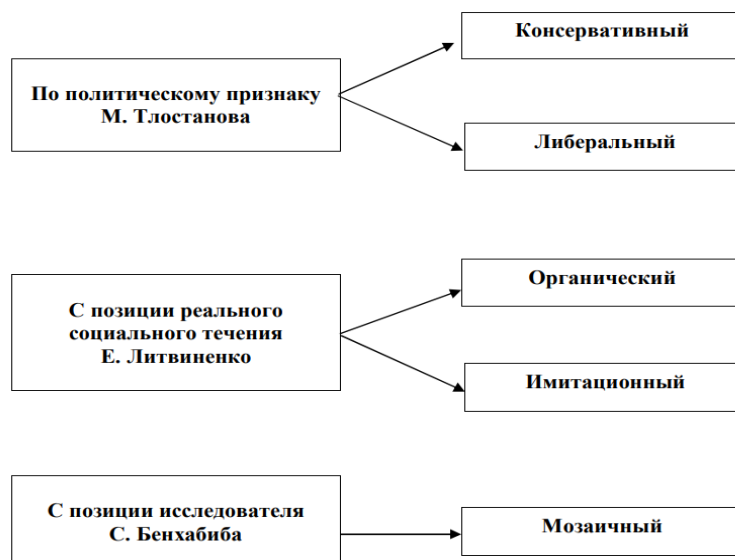 Консервативный
По политическому признаку
М. Тлостанова
Либеральный
Органический
С позиции реального
социального течения
Е. Литвиненко
Имитационный
С позиции исследователя
С. Бенхабиба
Мозаичный